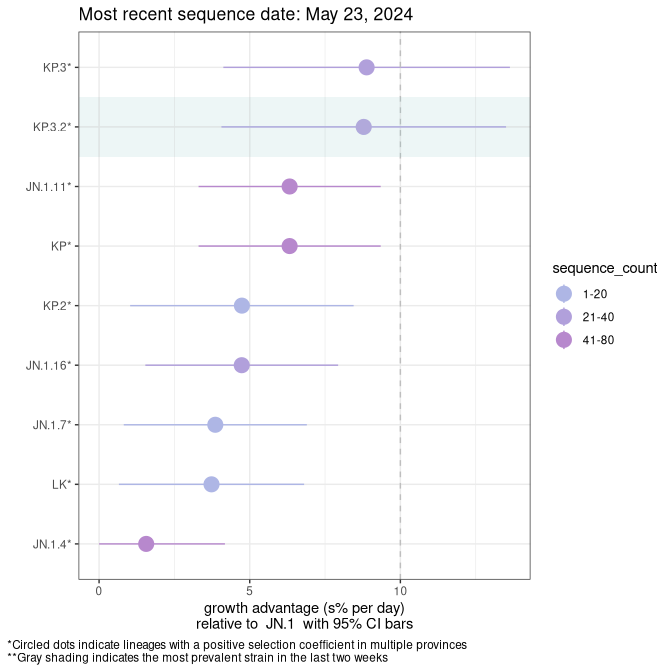 Most recent sequence date: May 23, 2024
KP.3*
KP.3.2*
JN.1.11*
KP*
KP.2*
JN.1.16*
JN.1.7*
LK*
JN.1.4*
0
5
10
growth advantage (s% per day)
relative to JN.1 with 95% CI bars
sequence_count
1-20
21-40
41-80
*Circled dots indicate lineages with a positive selection coefficient in multiple provinces
**Gray shading indicates the most prevalent strain in the last two weeks